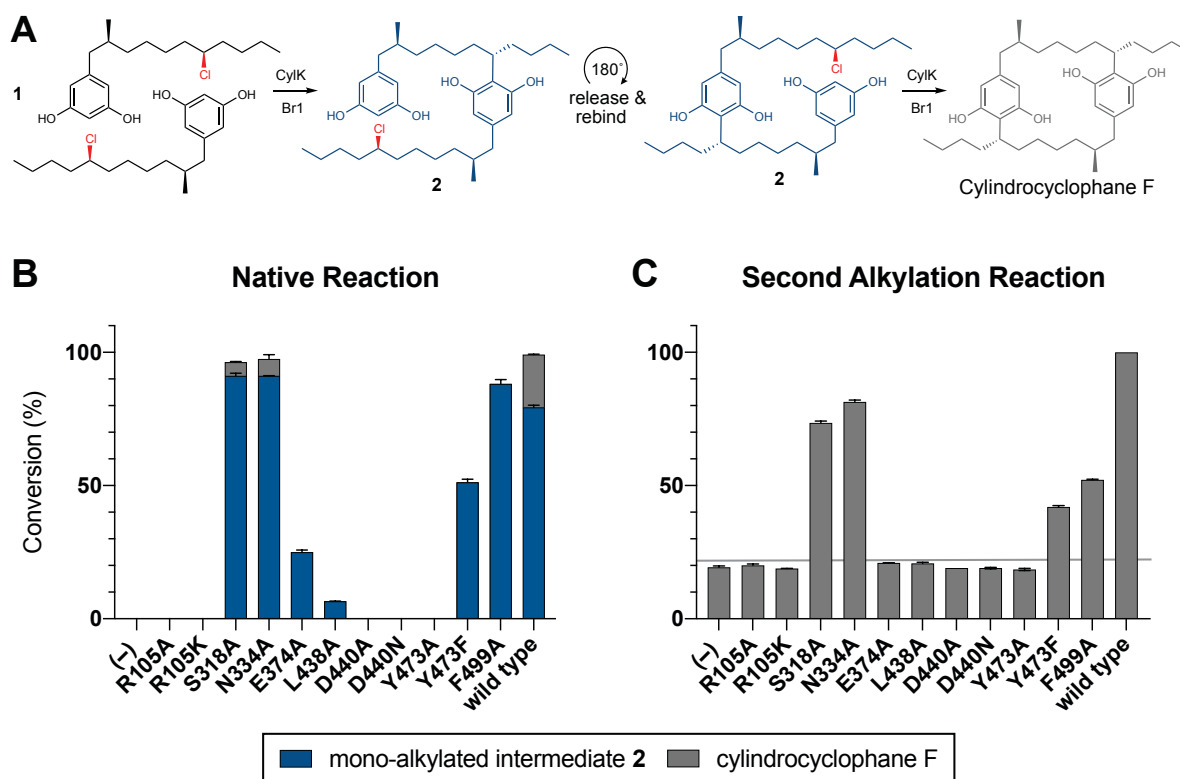 A
1
Cl
HO
OH
HO
OH
Cl
CylK
Br1
HO
OH
HO
OH
Cl
2
180°
release &
rebind
Cl
HO
OH
HO
OH
2
CylK
Br1
HO
OH
HO
OH
Cylindrocyclophane F
B
Native Reaction
Conversion (%)
100
50
0
(–)
R105A
R105K
S318A
N334A
E374A
L438A
D440A
D440N
Y473A
Y473F
F499A
wild type
C
Second Alkylation Reaction
100
50
0
(–)
R105A
R105K
S318A
N334A
E374A
L438A
D440A
D440N
Y473A
Y473F
F499A
wild type
mono-alkylated intermediate 2
cylindrocyclophane F